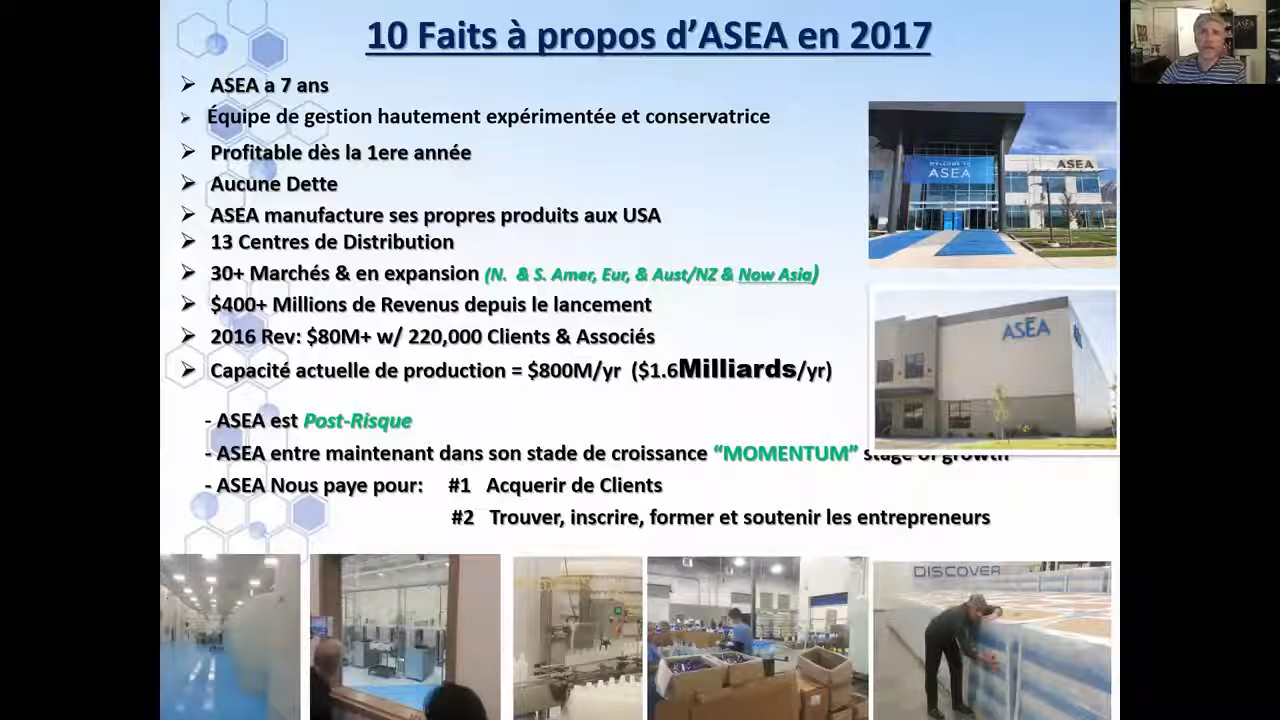 10 Faits à propos d'ASEA en 2017
ASEA a 7 ans
Équipe de gestion hautement expérimentée et conservatrice
Profitable dès la 1ere année
Aucune Dette
ASEA manufacture ses propres produits aux USA
13 Centres de Distribution
30+ Marchés & en expansion (N. & S. Amer, Eur, & Aust/NZ & Now Asia)
$400+ Millions de Revenus depuis le lancement
2016 Rev: $80M+ w/ 220,000 Clients & Associés
Capacité actuelle de production = $800M/yr ($1.6Milliards/yr)
- ASEA est Post-Risque
- ASEA entre maintenant dans son stade de croissance “MOMENTUM” stage of growth
- ASEA Nous paye pour: #1 Acquerir de Clients
#2 Trouver, inscrire, former et soutenir les entrepreneurs
WELCOME TO
ASEA
ASEA
ASEA
DISCOVER
ASEA